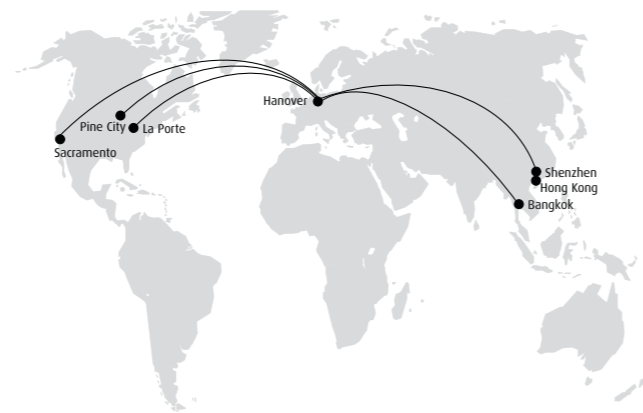 Hanover
Pine City
La Porte
Sacramento
Shenzhen
Hong Kong
Bangkok